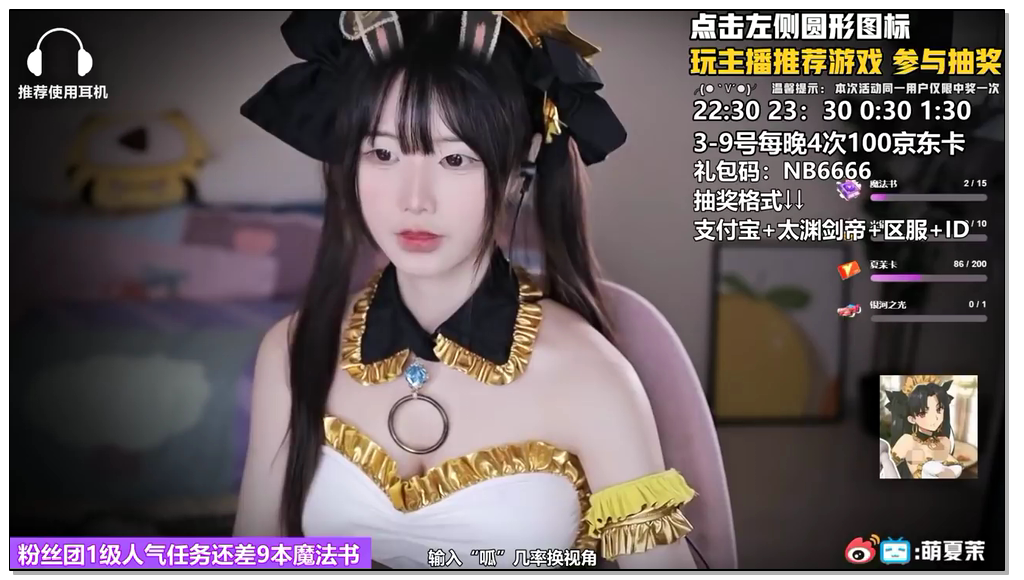 推荐使用耳机
点击左侧圆形图标
玩主播推荐游戏 参与抽奖
温馨提示：本次活动同一用户仅限中奖一次
22:30 23：30 0:30 1:30
3-9号每晚4次100京东卡
礼包码：NB6666
魔法书 2 / 15
抽奖格式↓↓
支付宝+太渊剑帝+区服+ID
/ 10
夏茉卡 86 / 200
银河之光 0 / 1
粉丝团1级人气任务还差9本魔法书
输入“呱”几率换视角
:萌夏茉